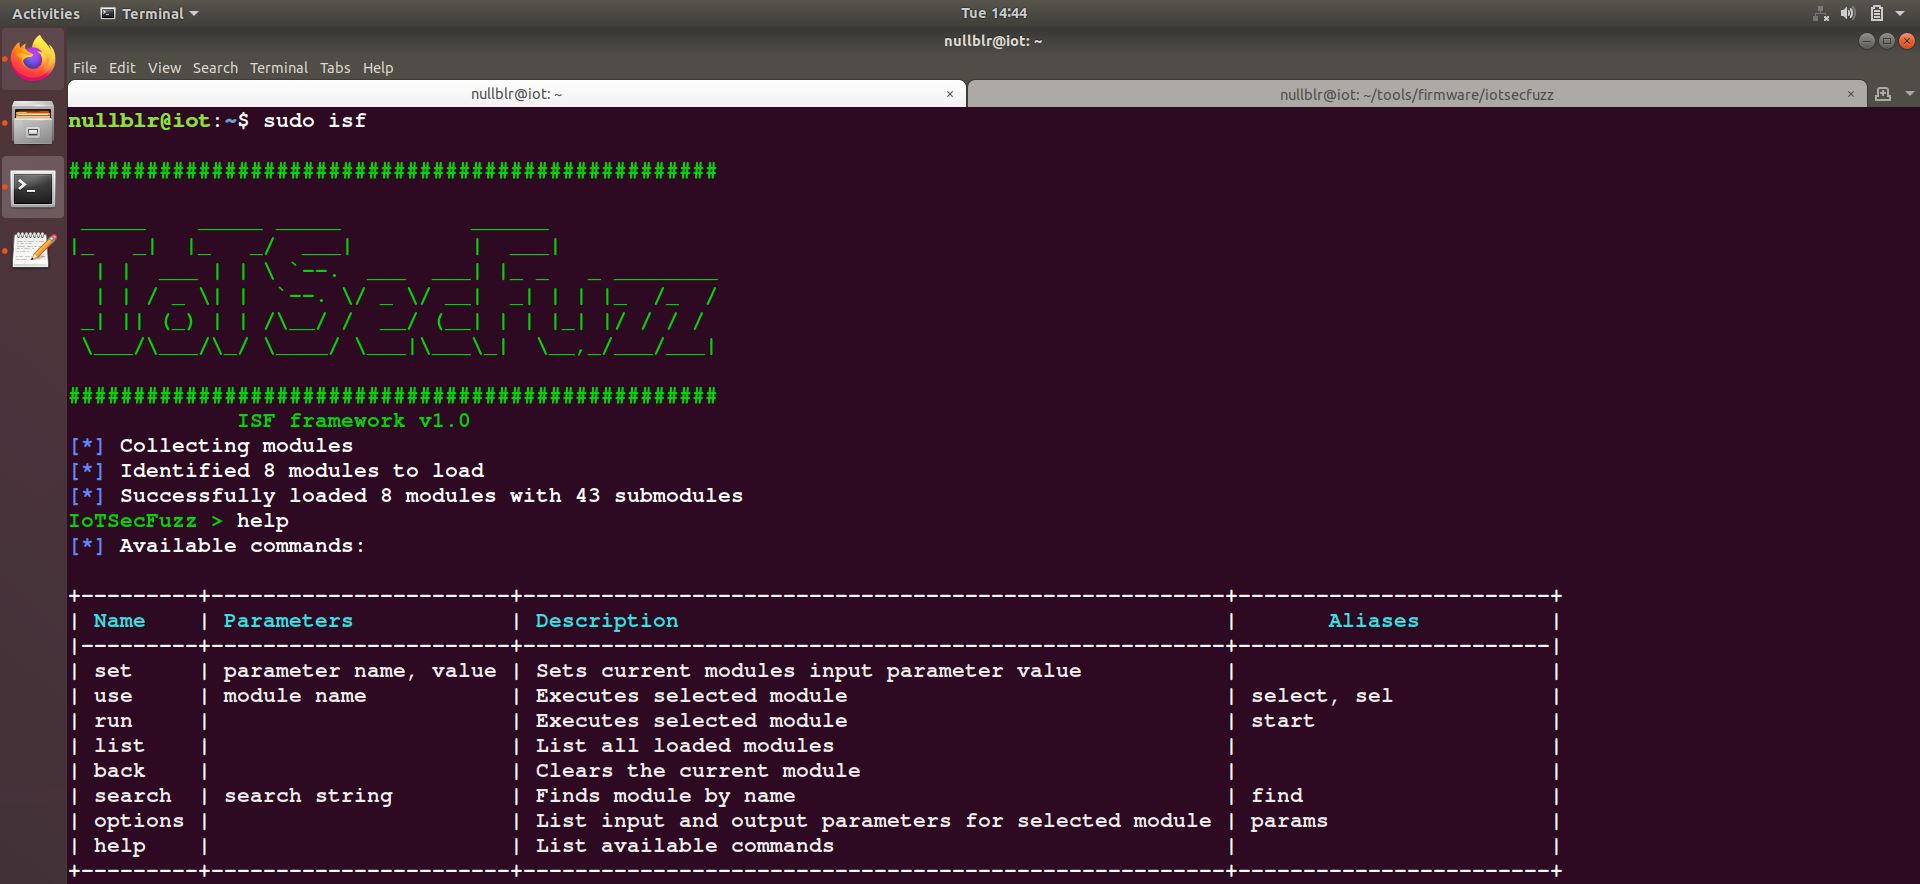 Activities Terminal Tue 14:44
nullblr@iot: ~
File Edit View Search Terminal Tabs Help
nullblr@iot: ~ × nullblr@iot: ~/tools/firmware/iotsecfuzz ×
nullblr@iot:~$ sudo isf
##################################################
IoTSecFuzz
##################################################
ISF framework v1.0
[*] Collecting modules
[*] Identified 8 modules to load
[*] Successfully loaded 8 modules with 43 submodules
IoTSecFuzz > help
[*] Available commands:
+---------+-----------------------+------------------------------------------------------+------------------------+
| Name    | Parameters            | Description                                          |       Aliases          |
|---------+-----------------------+------------------------------------------------------+------------------------|
| set     | parameter name, value | Sets current modules input parameter value           |                        |
| use     | module name           | Executes selected module                             | select, sel            |
| run     |                       | Executes selected module                             | start                  |
| list    |                       | List all loaded modules                              |                        |
| back    |                       | Clears the current module                            |                        |
| search  | search string         | Finds module by name                                 | find                   |
| options |                       | List input and output parameters for selected module | params                 |
| help    |                       | List available commands                              |                        |
+---------+-----------------------+------------------------------------------------------+------------------------+